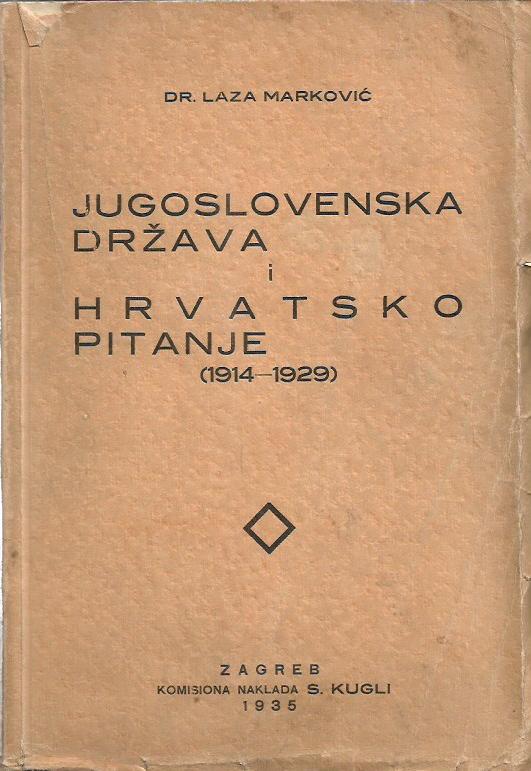 DR. LAZA MARKOVIĆ
JUGOSLOVENSKA
DRŽAVA
i
HRVATSKO
PITANJE
(1914—1929)
ZAGREB
KOMISIONA NAKLADA S. KUGLI
1935